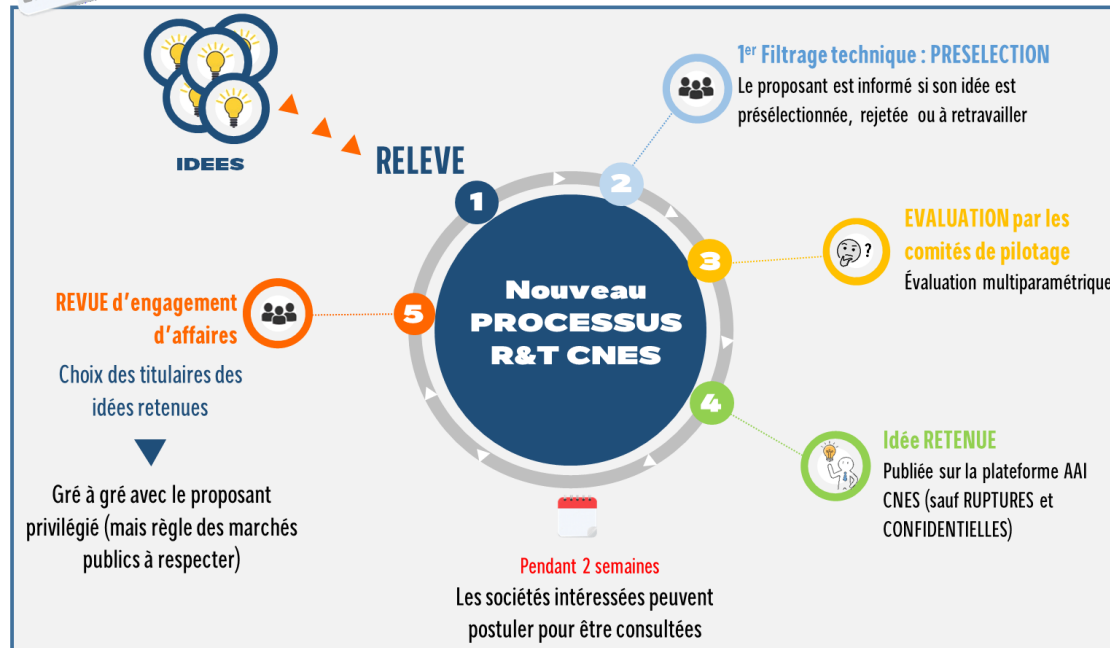 IDEES
RELEVE
1
2
1er Filtrage technique : PRESELECTION
Le proposant est informé si son idée est
présélectionnée, rejetée ou à retravailler
3
EVALUATION par les
comités de pilotage
?
Évaluation multiparamétrique
Nouveau
PROCESSUS
R&T CNES
4
Idée RETENUE
Publiée sur la plateforme AAI
CNES (sauf RUPTURES et
CONFIDENTIELLES)
Pendant 2 semaines
Les sociétés intéressées peuvent
postuler pour être consultées
5
REVUE d'engagement
d'affaires
Choix des titulaires des
idées retenues
Gré à gré avec le proposant
privilégié (mais règle des marchés
publics à respecter)